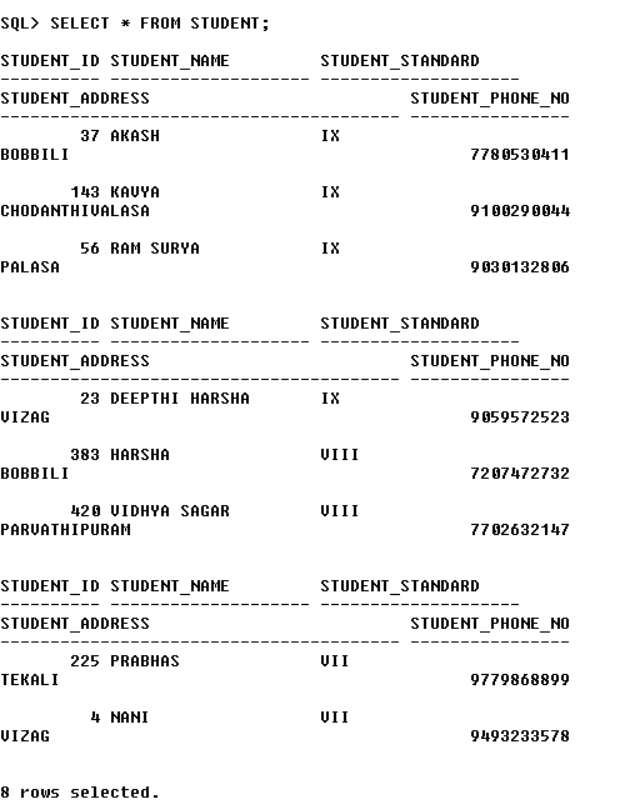 SQL> SELECT * FROM STUDENT;
STUDENT_ID STUDENT_NAME STUDENT_STANDARD
---------- -------------------- --------------------
STUDENT_ADDRESS STUDENT_PHONE_NO
---------------------------------------- ----------------
37 AKASH IX
BOBBILI 7780530411
143 KAVYA IX
CHODANTHIVALASA 9100290044
56 RAM SURYA IX
PALASA 9030132806
STUDENT_ID STUDENT_NAME STUDENT_STANDARD
---------- -------------------- --------------------
STUDENT_ADDRESS STUDENT_PHONE_NO
---------------------------------------- ----------------
23 DEEPTHI HARSHA IX
VIZAG 9059572523
383 HARSHA VIII
BOBBILI 7207472732
420 VIDHYA SAGAR VIII
PARVATHIPURAM 7702632147
STUDENT_ID STUDENT_NAME STUDENT_STANDARD
---------- -------------------- --------------------
STUDENT_ADDRESS STUDENT_PHONE_NO
---------------------------------------- ----------------
225 PRABHAS VII
TEKALI 9779868899
4 NANI VII
VIZAG 9493233578
8 rows selected.